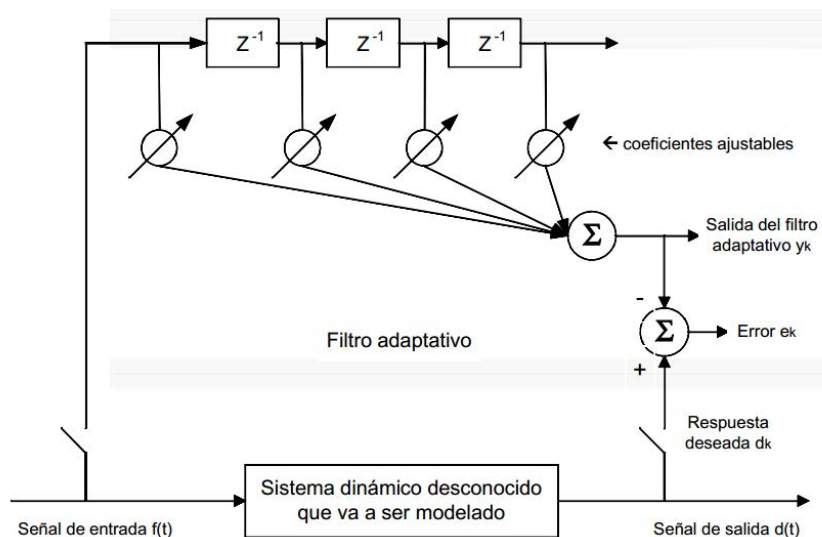 Z-1
Z-1
Z-1
← coeficientes ajustables
Σ
Salida del filtro
adaptativo yk
-
Σ
Error ek
+
Filtro adaptativo
Respuesta
deseada dk
Sistema dinámico desconocido
que va a ser modelado
Señal de entrada f(t)
Señal de salida d(t)